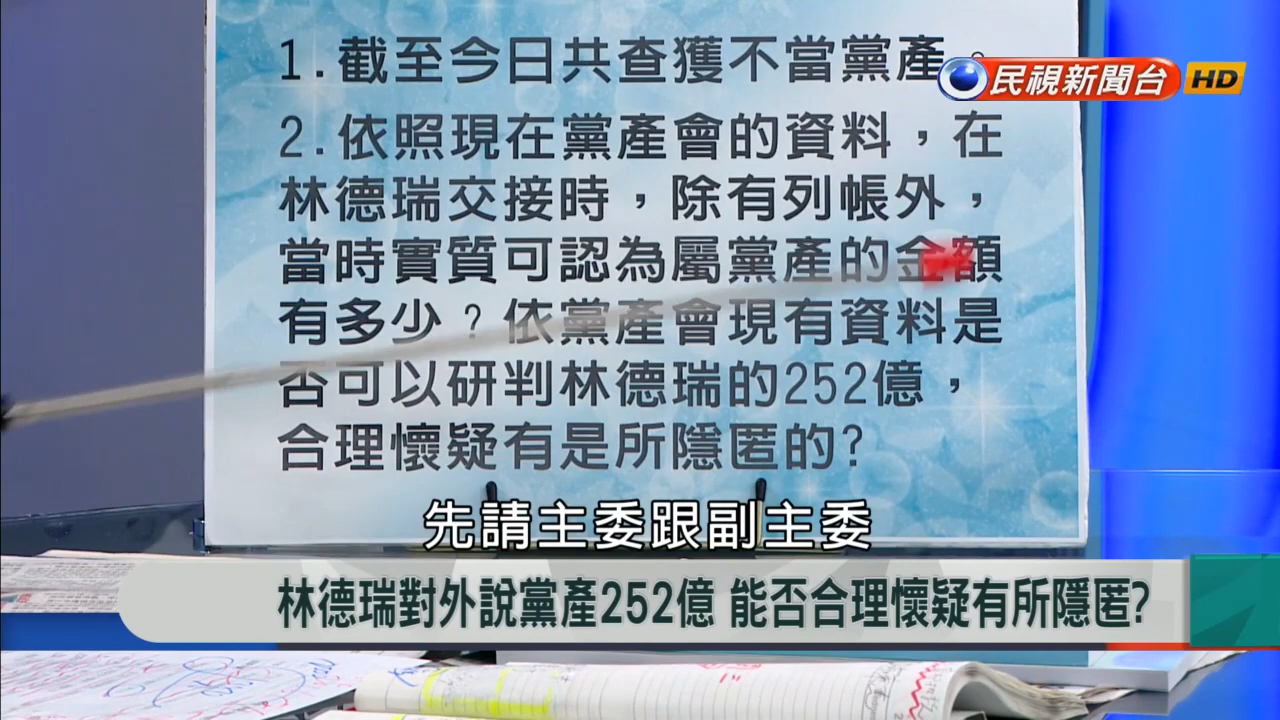 1.截至今日共查獲不當黨產。
民視新聞台 HD
2.依照現在黨產會的資料，在
林德瑞交接時，除有列帳外，
當時實質可認為屬黨產的金額
有多少？依黨產會現有資料是
否可以研判林德瑞的252億，
合理懷疑有是所隱匿的?
先請主委跟副主委
林德瑞對外說黨產252億 能否合理懷疑有所隱匿?